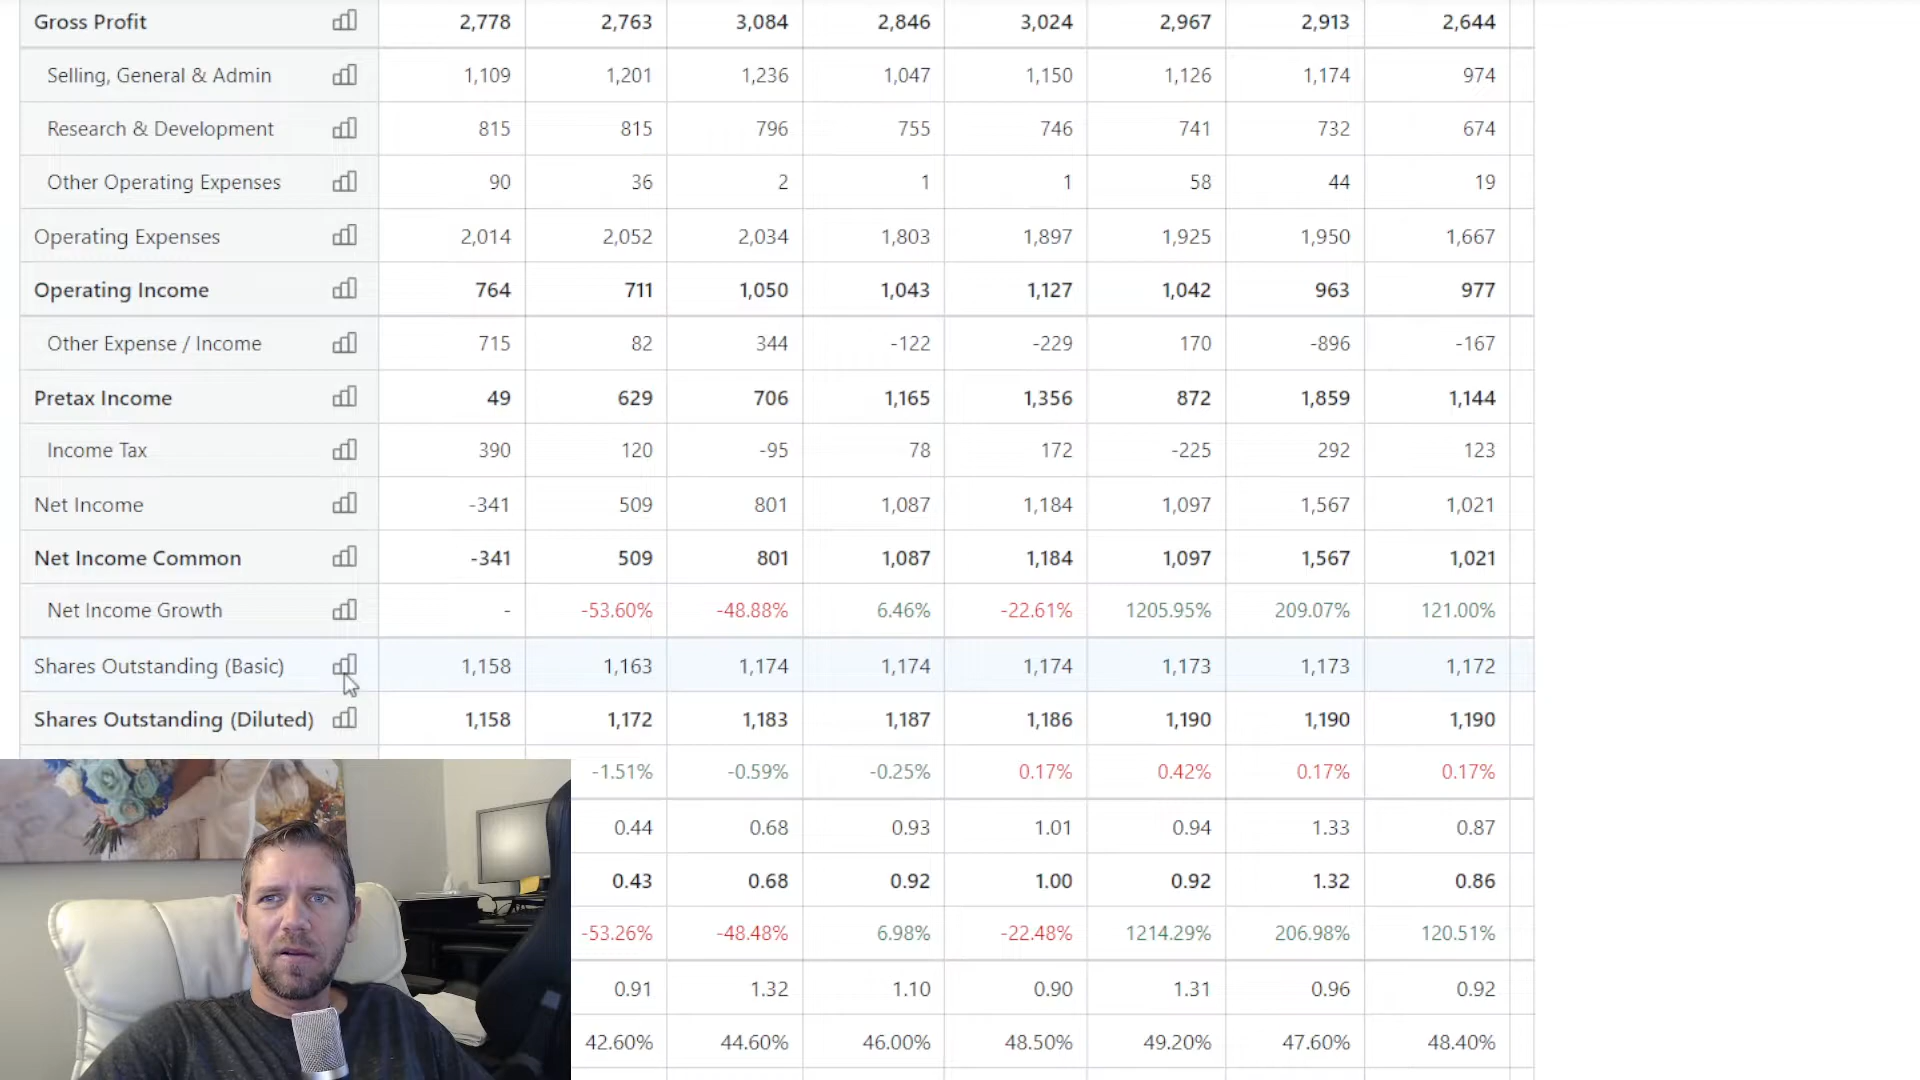 Gross Profit 2,778 2,763 3,084 2,846 3,024 2,967 2,913 2,644
Selling, General & Admin 1,109 1,201 1,236 1,047 1,150 1,126 1,174 974
Research & Development 815 815 796 755 746 741 732 674
Other Operating Expenses 90 36 2 1 1 58 44 19
Operating Expenses 2,014 2,052 2,034 1,803 1,897 1,925 1,950 1,667
Operating Income 764 711 1,050 1,043 1,127 1,042 963 977
Other Expense / Income 715 82 344 -122 -229 170 -896 -167
Pretax Income 49 629 706 1,165 1,356 872 1,859 1,144
Income Tax 390 120 -95 78 172 -225 292 123
Net Income -341 509 801 1,087 1,184 1,097 1,567 1,021
Net Income Common -341 509 801 1,087 1,184 1,097 1,567 1,021
Net Income Growth - -53.60% -48.88% 6.46% -22.61% 1205.95% 209.07% 121.00%
Shares Outstanding (Basic) 1,158 1,163 1,174 1,174 1,174 1,173 1,173 1,172
Shares Outstanding (Diluted) 1,158 1,172 1,183 1,187 1,186 1,190 1,190 1,190
-1.51% -0.59% -0.25% 0.17% 0.42% 0.17% 0.17%
0.44 0.68 0.93 1.01 0.94 1.33 0.87
0.43 0.68 0.92 1.00 0.92 1.32 0.86
-53.26% -48.48% 6.98% -22.48% 1214.29% 206.98% 120.51%
0.91 1.32 1.10 0.90 1.31 0.96 0.92
42.60% 44.60% 46.00% 48.50% 49.20% 47.60% 48.40%